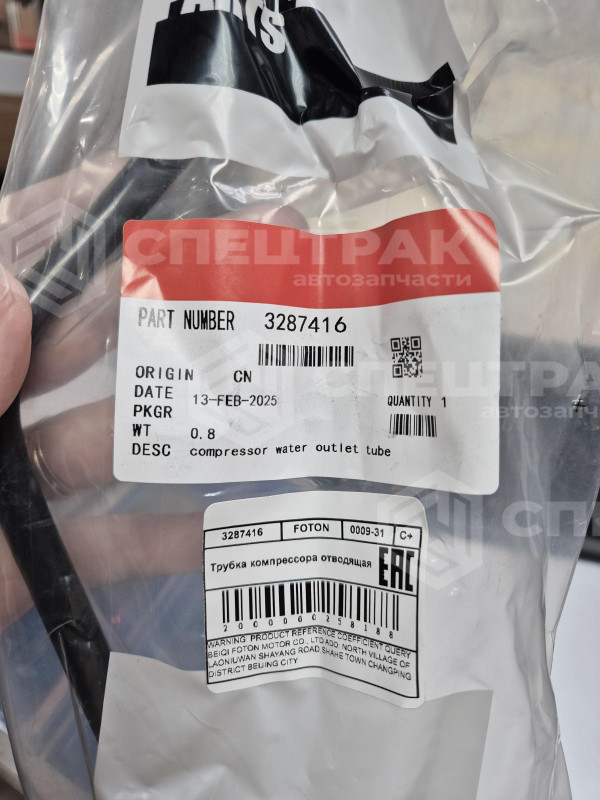 PARTS
СПЕЦТРАК
автозапчасти
PART NUMBER 3287416
ORIGIN CN
DATE 13-FEB-2025
PKGR
QUANTITY 1
WT 0.8
DESC compressor water outlet tube
СПЕЦТРАК
автозапчасти
3287416 FOTON 0009-31 C+
Трубка компрессора отводящая
EAC
2000000258188
WARNING: PRODUCT REFERENCE COEFFICIENT QUERY
BEIQI FOTON MOTOR CO., LTD.ADD: NORTH VILLAGE OF
LAONIUWAN SHAYANG ROAD,SHAHE TOWN CHANGPING
DISTRICT BEIJING CITY